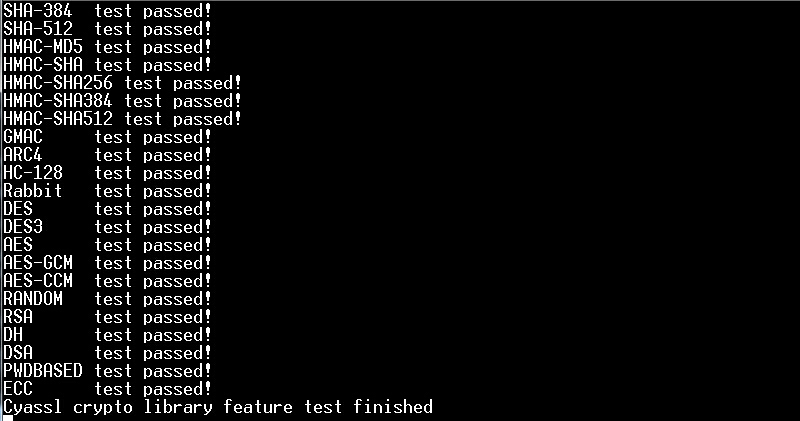 SHA-384  test passed!
SHA-512  test passed!
HMAC-MD5 test passed!
HMAC-SHA test passed!
HMAC-SHA256 test passed!
HMAC-SHA384 test passed!
HMAC-SHA512 test passed!
GMAC     test passed!
ARC4     test passed!
HC-128   test passed!
Rabbit   test passed!
DES      test passed!
DES3     test passed!
AES      test passed!
AES-GCM  test passed!
AES-CCM  test passed!
RANDOM   test passed!
RSA      test passed!
DH       test passed!
DSA      test passed!
PWDBASED test passed!
ECC      test passed!
Cyassl crypto library feature test finished